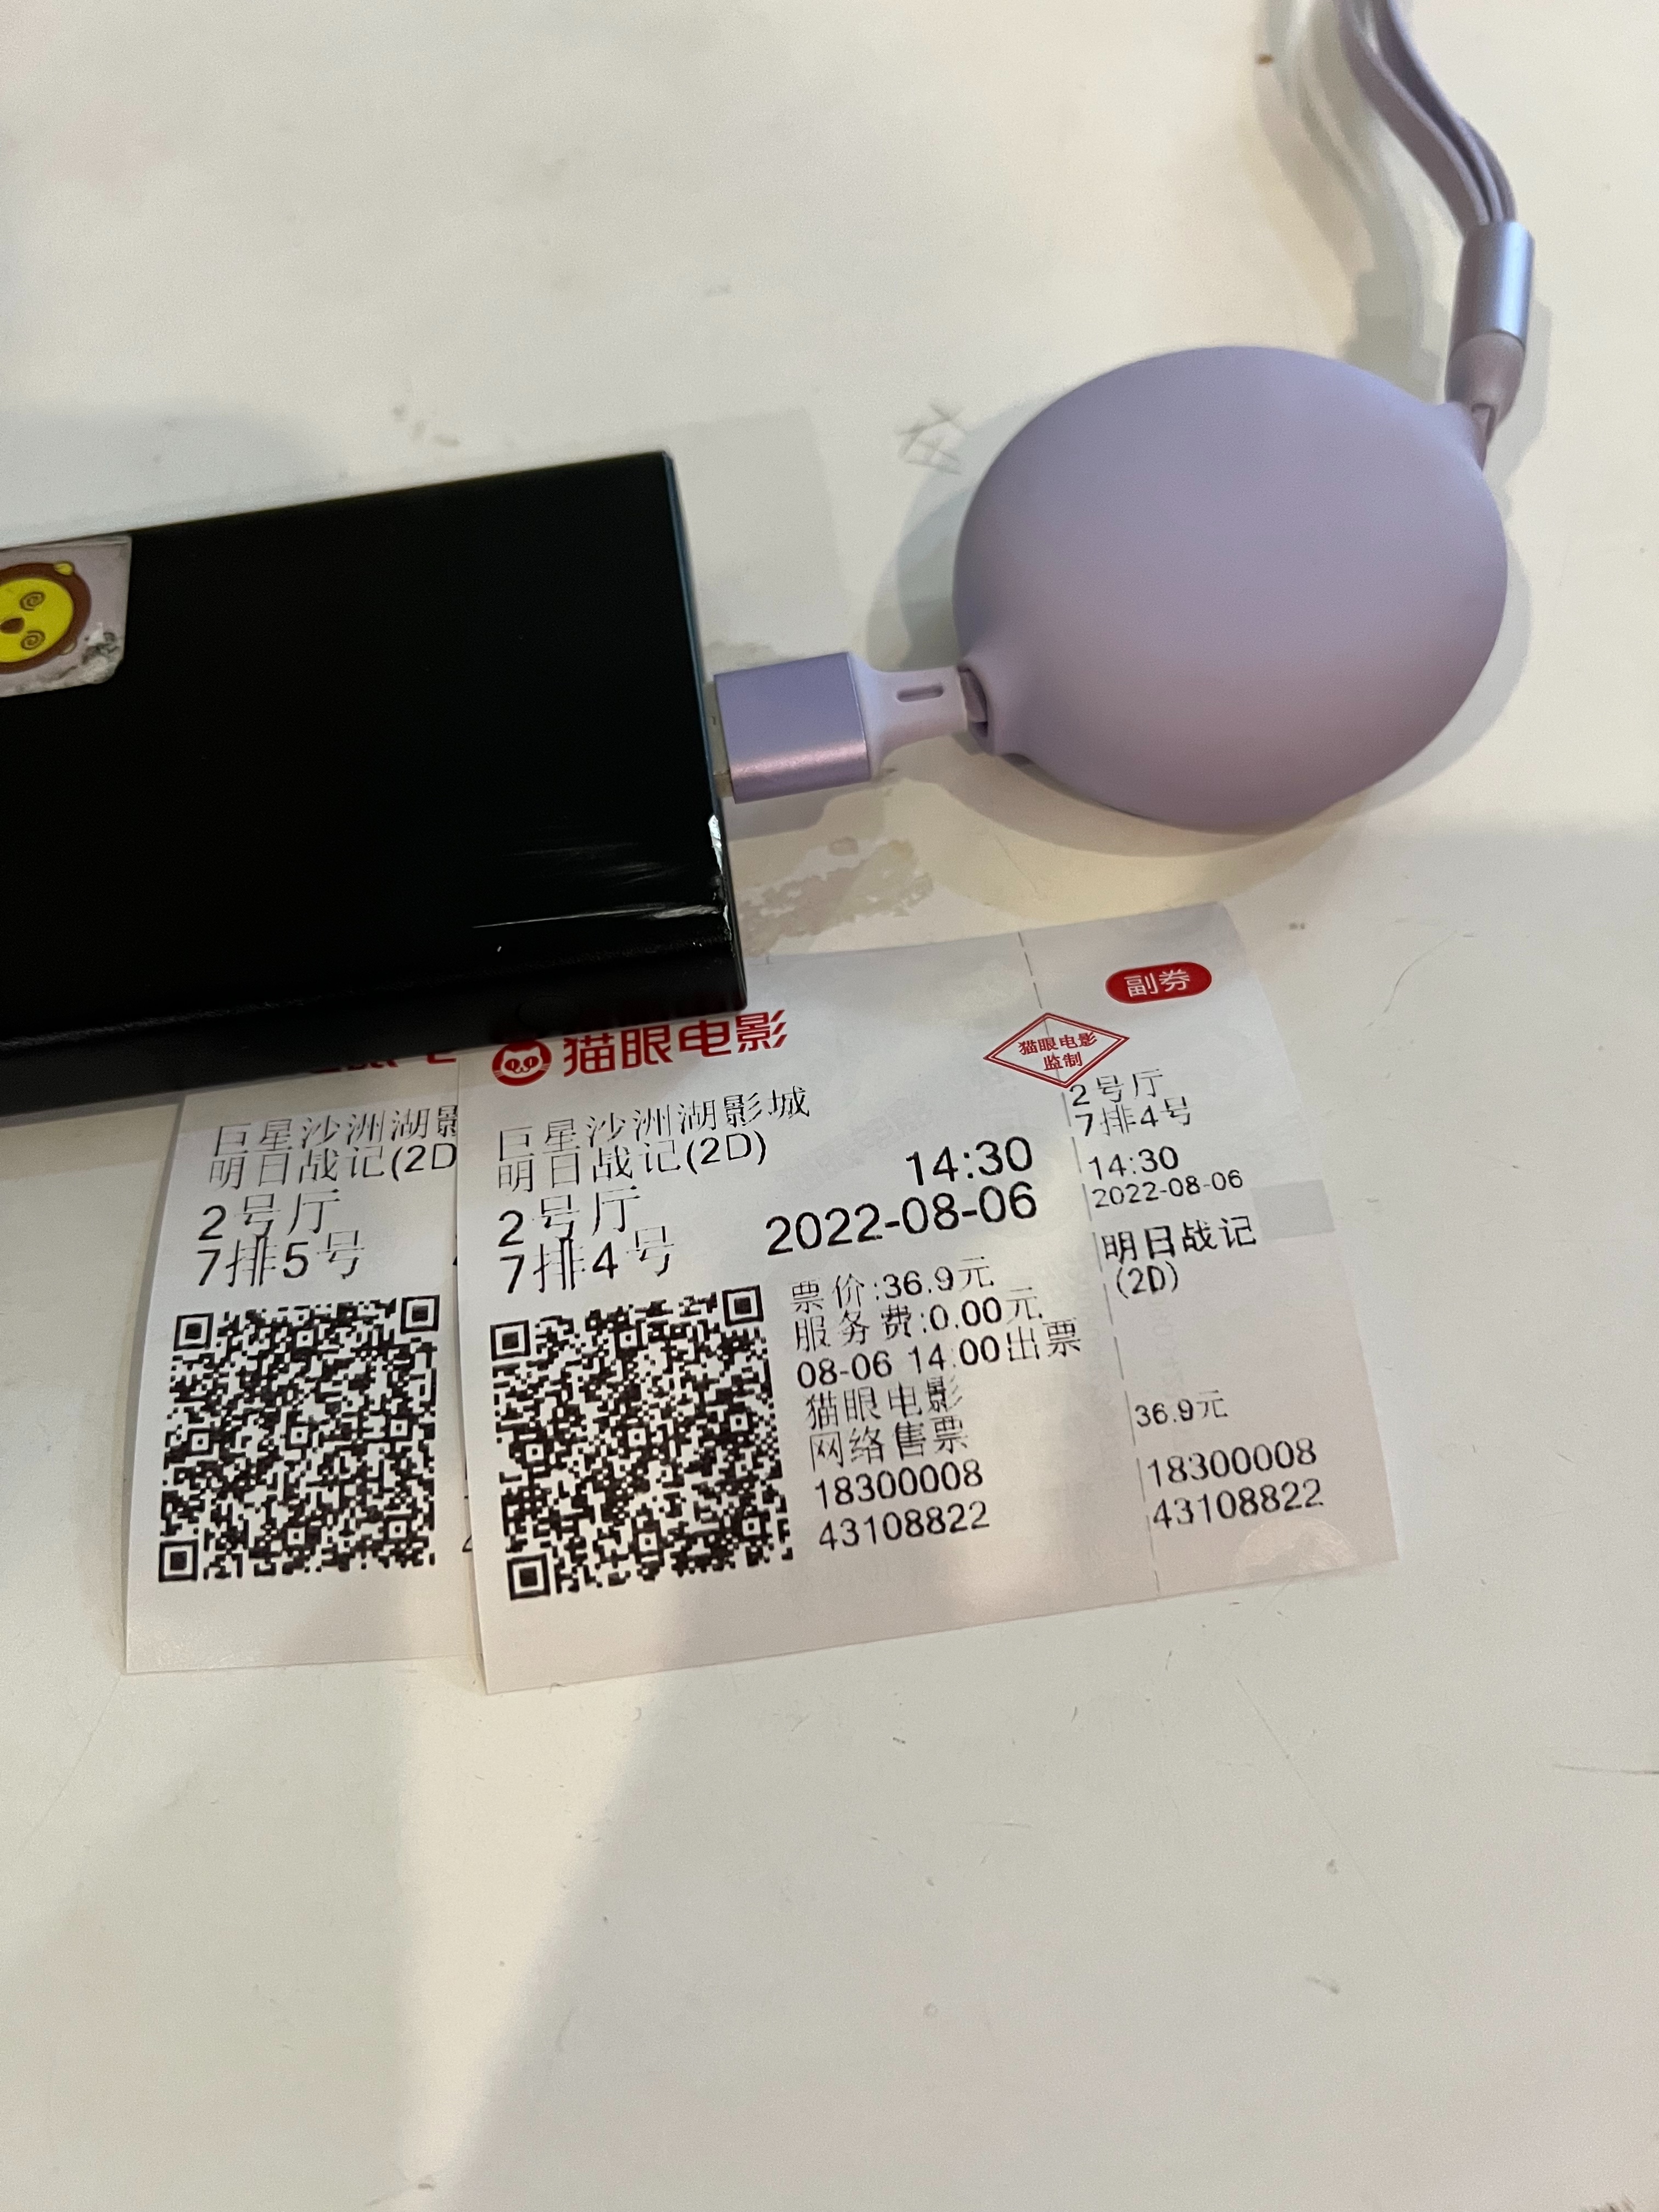 巨星沙洲湖影
明日战记(2D
2号厅
7排5号
猫眼电影
巨星沙洲湖影城
明日战记(2D)
14:30
2号厅
2022-08-06
7排4号
票价:36.9元
服务费:0.00元
08-06 14:00出票
猫眼电影
网络售票
18300008
43108822
副券
猫眼电影
监制
2号厅
7排4号
14:30
2022-08-06
明日战记
(2D)
36.9元
18300008
43108822